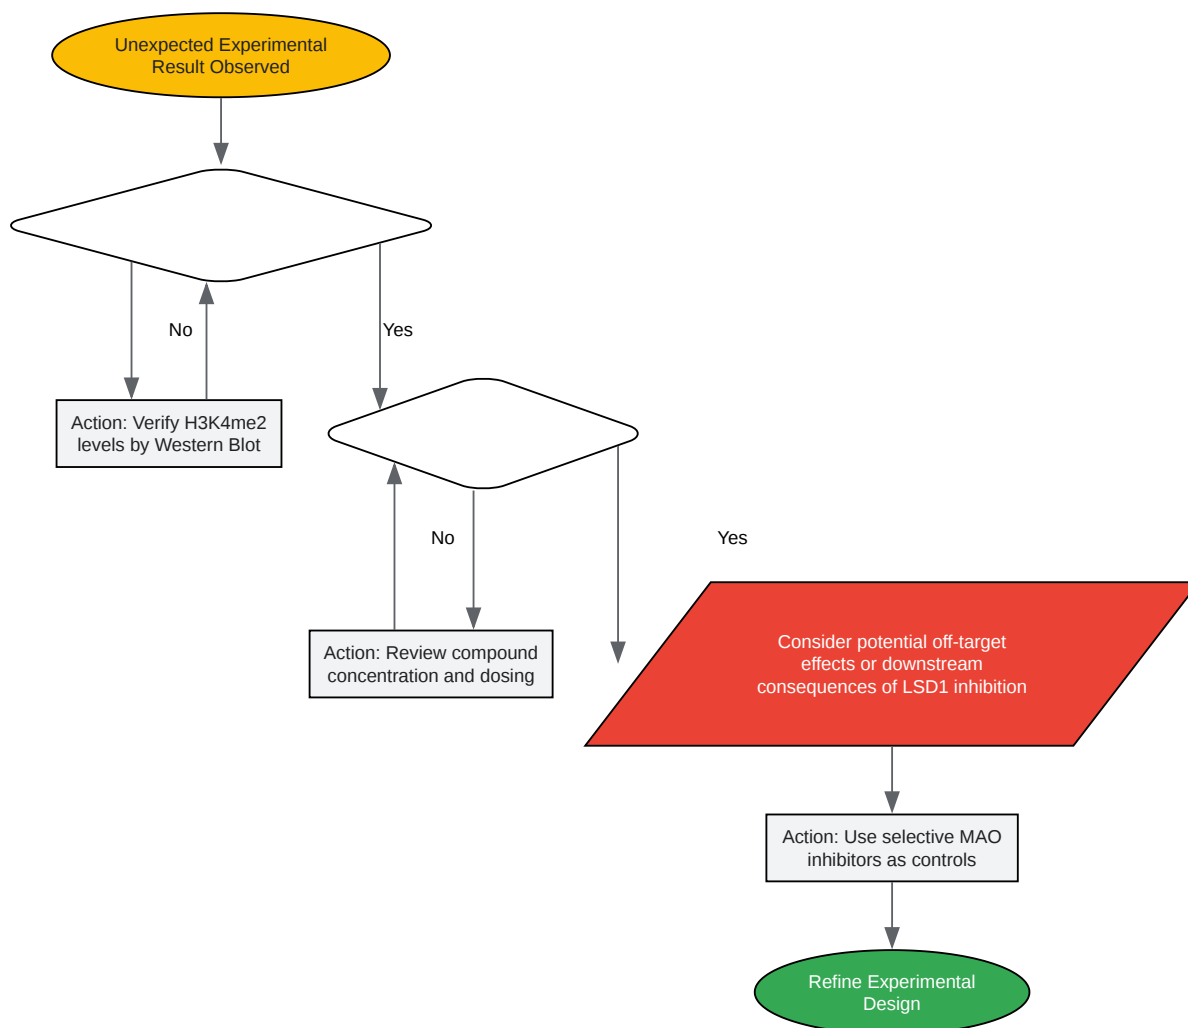 Unexpected Experimental
Result Observed
No
Yes
Action: Verify H3K4me2
levels by Western Blot
No
Yes
Action: Review compound
concentration and dosing
Consider potential off-target
effects or downstream
consequences of LSD1 inhibition
Action: Use selective MAO
inhibitors as controls
Refine Experimental
Design